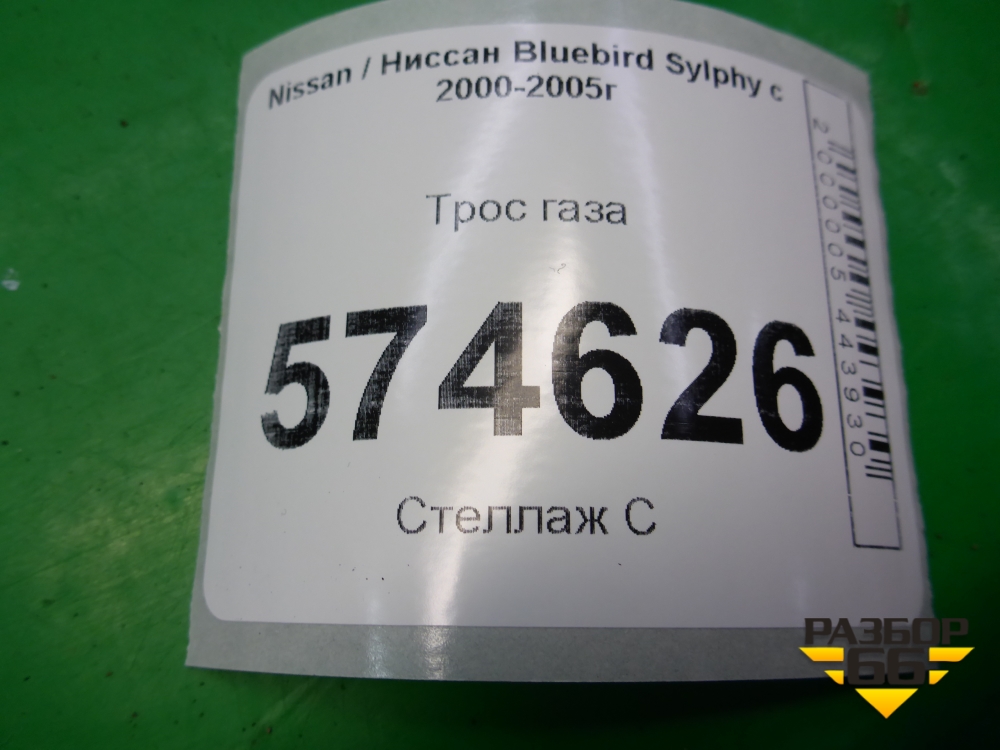 Nissan / Ниссан Bluebird Sylphy с
2000-2005г
Трос газа
574626
Стеллаж С
2000005443930
РАЗБОР
66